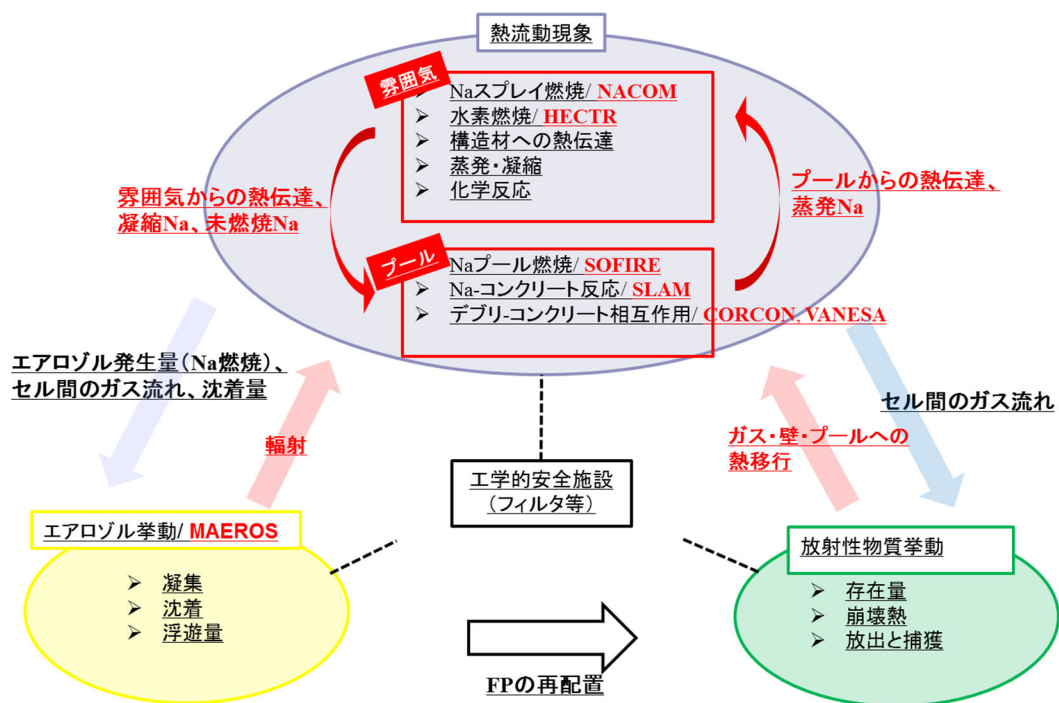 熱流動現象
雰囲気
➢ Naスプレイ燃焼/ NACOM
➢ 水素燃焼/ HECTR
➢ 構造材への熱伝達
➢ 蒸発・凝縮
➢ 化学反応
雰囲気からの熱伝達、
凝縮Na、未燃焼Na
プールからの熱伝達、
蒸発Na
プール
Naプール燃焼/ SOFIRE
➢ Na-コンクリート反応/ SLAM
➢ デブリ-コンクリート相互作用/ CORCON, VANESA
エアロゾル発生量(Na燃焼)、
セル間のガス流れ、沈着量
輻射
ガス・壁・プールへの
熱移行
セル間のガス流れ
工学的安全施設
(フィルタ等)
エアロゾル挙動/ MAEROS
➢ 凝集
➢ 沈着
➢ 浮遊量
放射性物質挙動
➢ 存在量
➢ 崩壊熱
➢ 放出と捕獲
FPの再配置